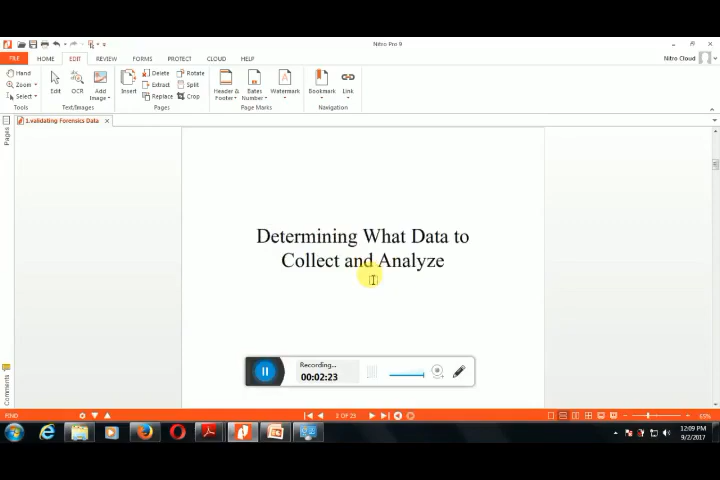 Nitro Pro 9
FILE HOME EDIT REVIEW FORMS PROTECT CLOUD HELP Nitro Cloud
Hand Zoom Select Tools
Edit OCR Add Image Text/Images
Insert Delete Extract Replace Rotate Split Crop Pages
Header & Footer Bates Number Watermark Page Marks
Bookmark Link Navigation
1.validating Forensics Data
Pages
Determining What Data to
Collect and Analyze
Recording...
00:02:23
Comments
FIND 3 OF 25 65%
12:09 PM
9/2/2017